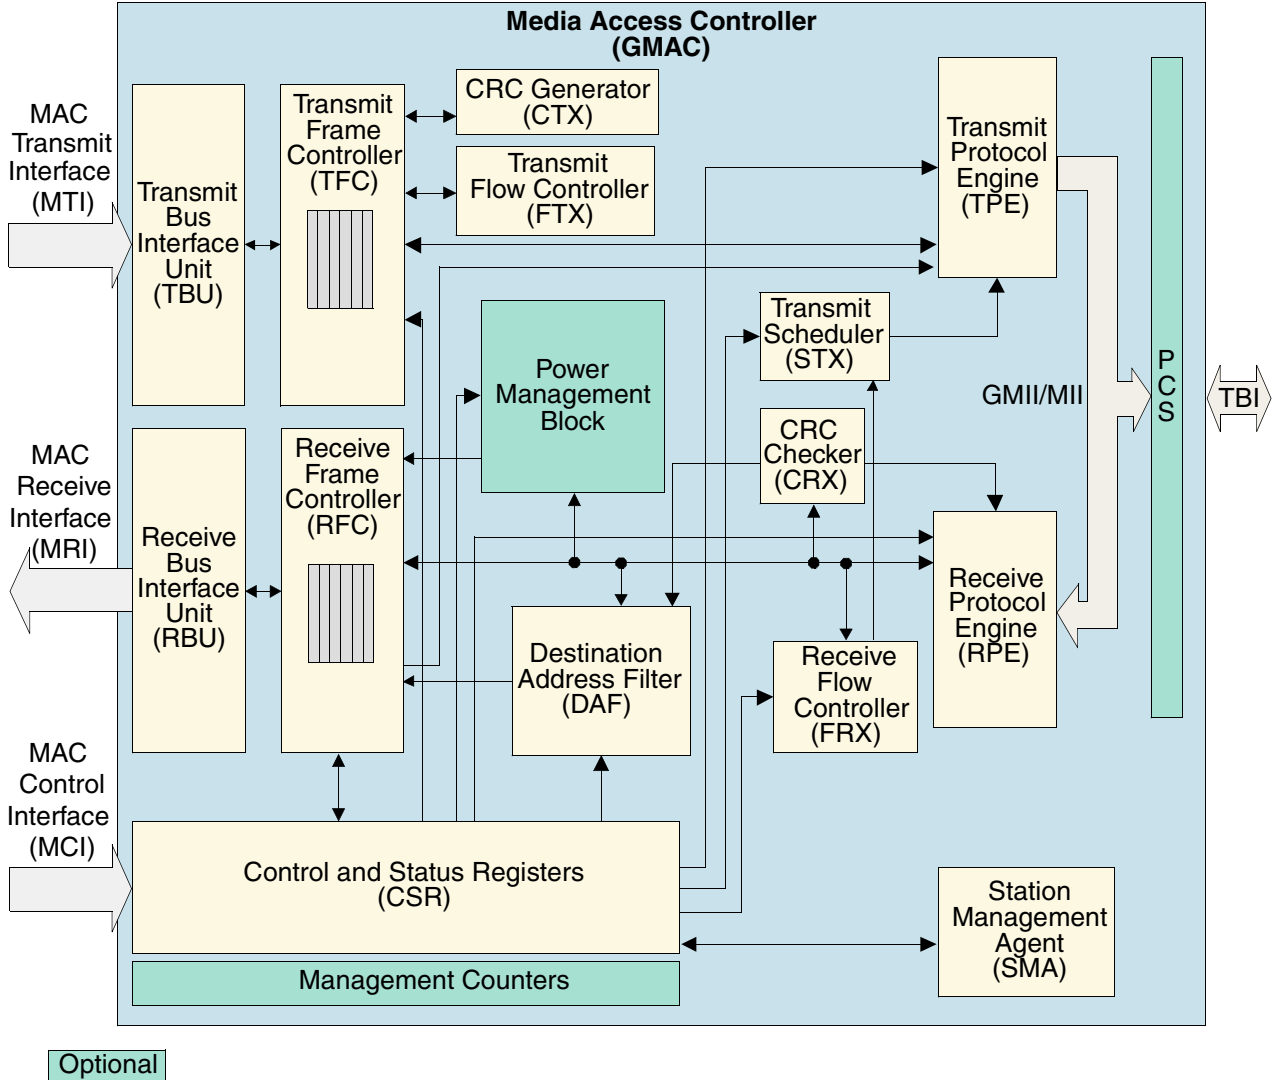 Media Access Controller
(GMAC)
MAC
Transmit
Interface
(MTI)
Transmit
Bus
Interface
Unit
(TBU)
Transmit
Frame
Controller
(TFC)
CRC Generator
(CTX)
Transmit
Flow Controller
(FTX)
Transmit
Protocol
Engine
(TPE)
Transmit
Scheduler
(STX)
Power
Management
Block
GMII/MII
P
C
S
TBI
MAC
Receive
Interface
(MRI)
Receive
Bus
Interface
Unit
(RBU)
Receive
Frame
Controller
(RFC)
CRC
Checker
(CRX)
Receive
Protocol
Engine
(RPE)
Destination
Address Filter
(DAF)
Receive
Flow
Controller
(FRX)
MAC
Control
Interface
(MCI)
Control and Status Registers
(CSR)
Station
Management
Agent
(SMA)
Management Counters
Optional